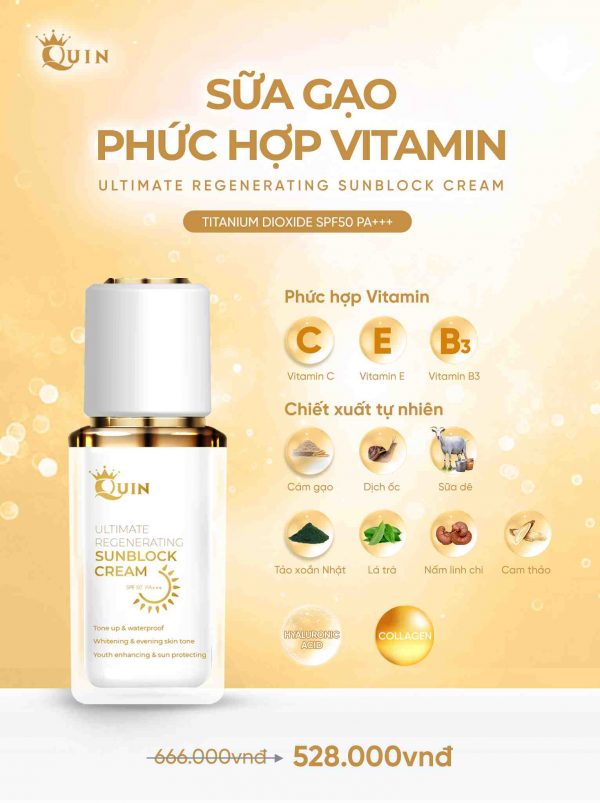 QUIN
SỮA GẠO
PHỨC HỢP VITAMIN
ULTIMATE REGENERATING SUNBLOCK CREAM
TITANIUM DIOXIDE SPF50 PA+++
Phức hợp Vitamin
C E B3
Vitamin C Vitamin E Vitamin B3
Chiết xuất tự nhiên
Cám gạo Dịch ốc Sữa dê
Tảo xoắn Nhật Lá trà Nấm linh chi Cam thảo
HYALURONIC
ACID
COLLAGEN
QUIN
ULTIMATE
REGENERATING
SUNBLOCK
CREAM
SPF 50 PA+++
Tone up & waterproof
Whitening & evening skin tone
Youth enhancing & sun protecting
666.000vnđ 528.000vnđ